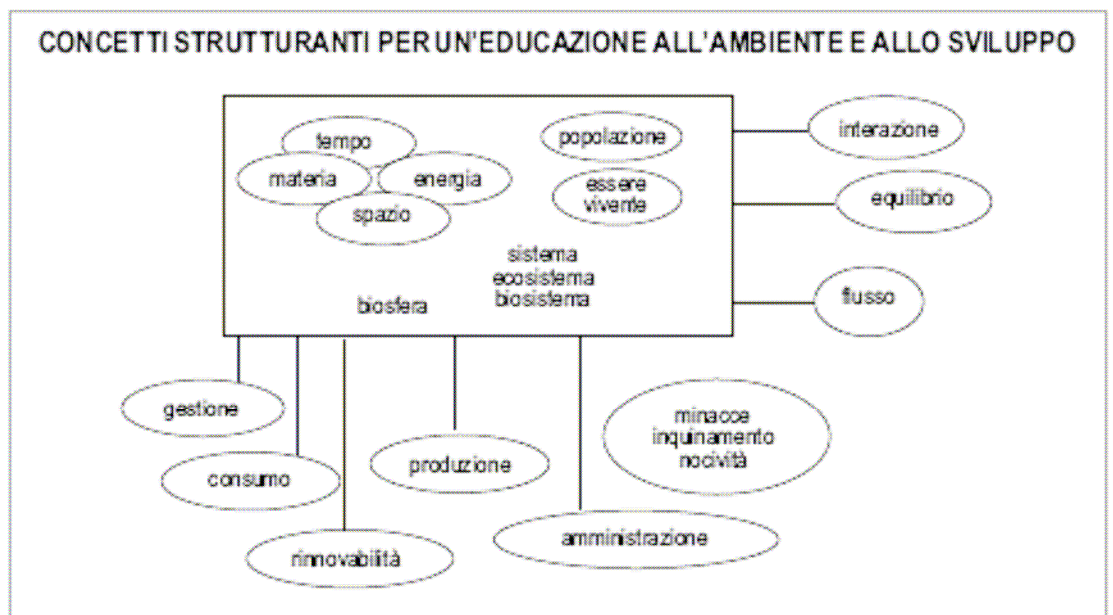 CONCETTI STRUTTURANTI PER UN'EDUCAZIONE ALL'AMBIENTE E ALLO SVILUPPO
tempo
materia
energia
spazio
popolazione
essere
vivente
sistema
ecosistema
biosistema
biosfera
interazione
equilibrio
flusso
gestione
consumo
rinnovabilità
produzione
amministrazione
minacce
inquinamento
nocività